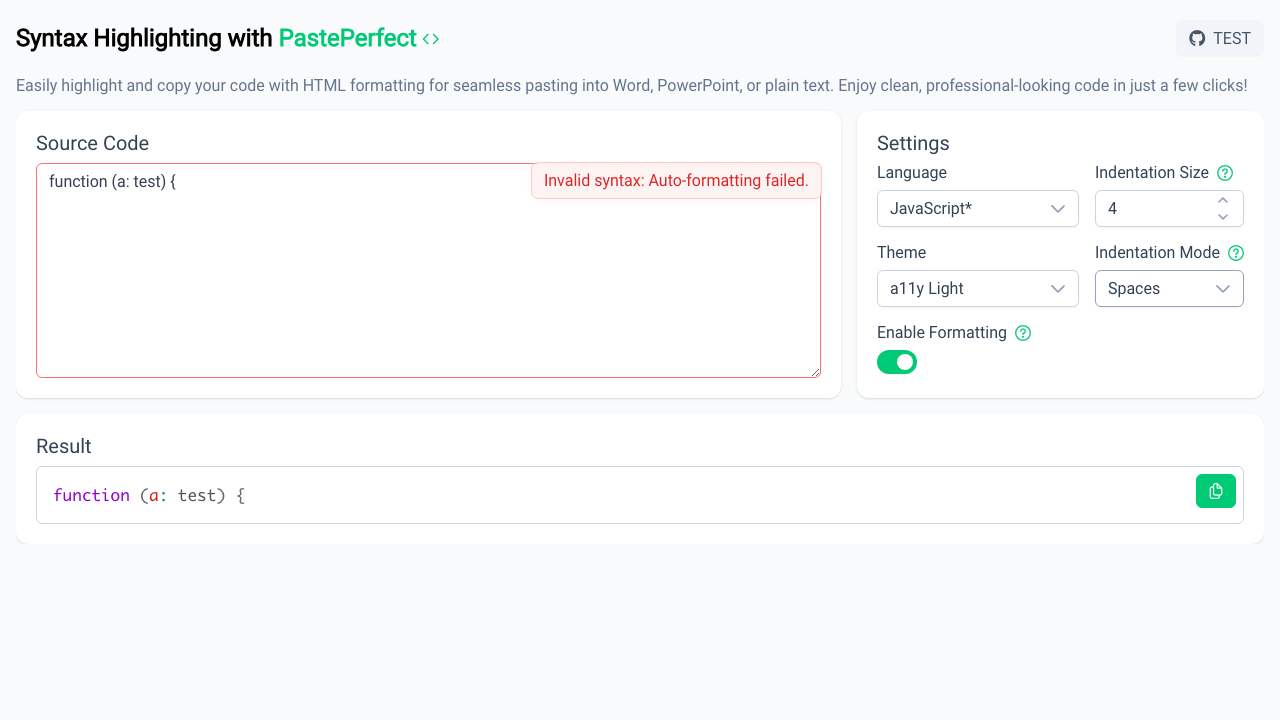 Syntax Highlighting with PastePerfect <>
TEST
Easily highlight and copy your code with HTML formatting for seamless pasting into Word, PowerPoint, or plain text. Enjoy clean, professional-looking code in just a few clicks!
Source Code
function (a: test) {
Invalid syntax: Auto-formatting failed.
Settings
Language
Indentation Size
JavaScript*
4
Theme
Indentation Mode
a11y Light
Spaces
Enable Formatting
Result
function (a: test) {